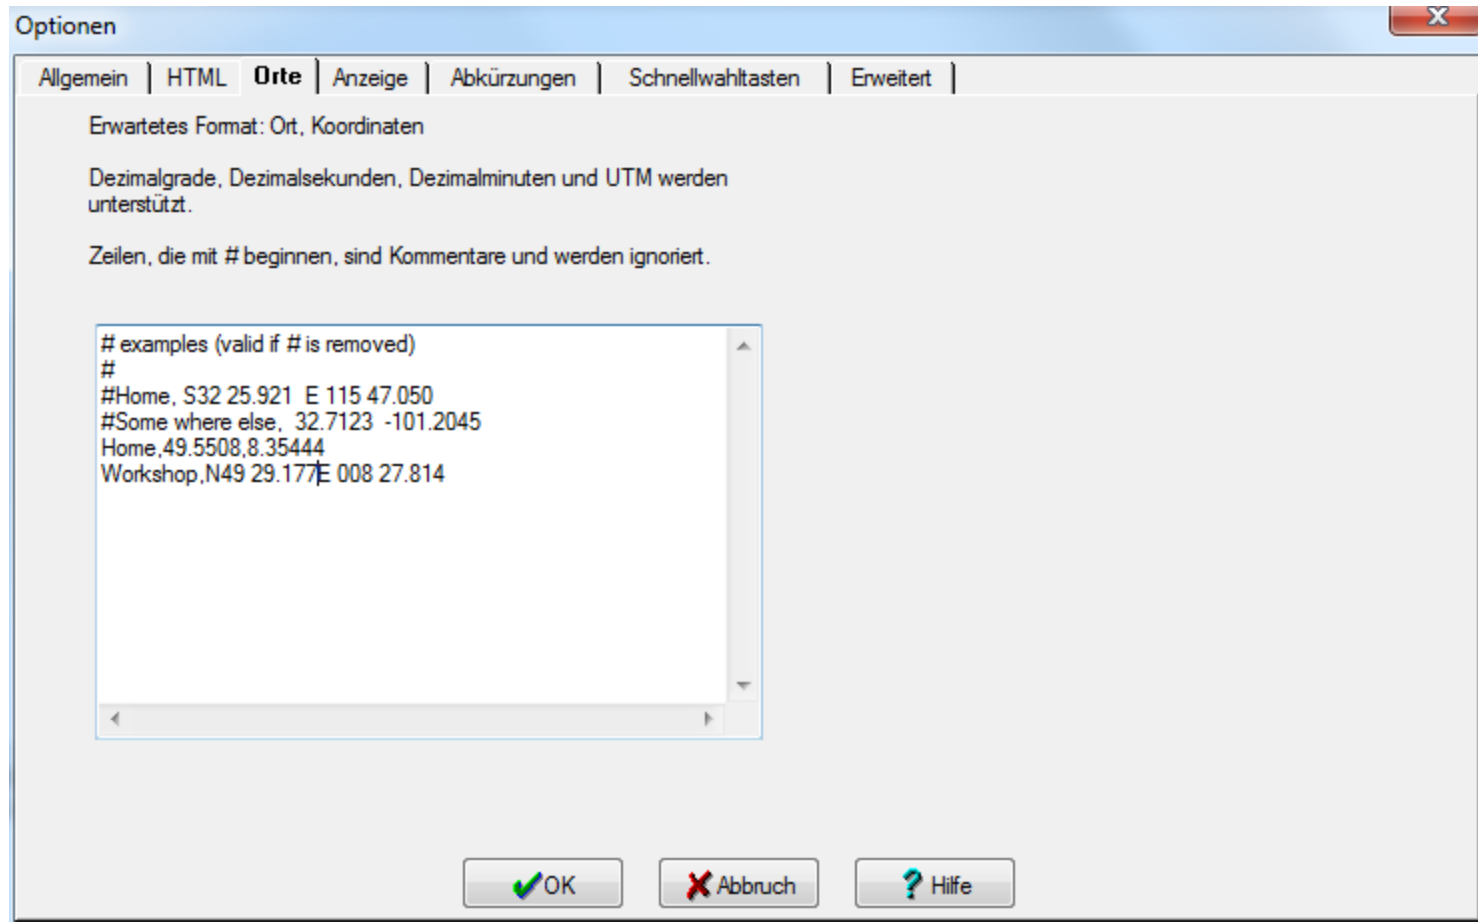 Optionen
Allgemein HTML Orte Anzeige Abkürzungen Schnellwahltasten Erweitert
Erwartetes Format: Ort, Koordinaten
Dezimalgrade, Dezimalsekunden, Dezimalminuten und UTM werden
unterstützt.
Zeilen, die mit # beginnen, sind Kommentare und werden ignoriert.
# examples (valid if # is removed)
#
#Home, S32 25.921  E 115 47.050
#Some where else,  32.7123  -101.2045
Home,49.5508,8.35444
Workshop,N49 29.177E 008 27.814
OK Abbruch Hilfe